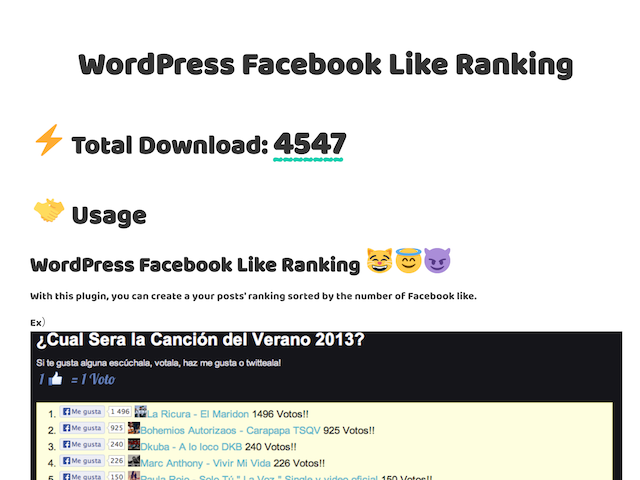 WordPress Facebook Like Ranking
Total Download: 4547
Usage
WordPress Facebook Like Ranking
With this plugin, you can create a your posts' ranking sorted by the number of Facebook like.
Ex）
¿Cual Sera la Canción del Verano 2013?
Si te gusta alguna escúchala, votala, haz me gusta o twitteala!
1 = 1 Voto
1. Me gusta 1 496 La Ricura - El Maridon 1496 Votos!!
2. Me gusta 925 Bohemios Autorizaos - Carapapa TSQV 925 Votos!!
3. Me gusta 240 Dkuba - A lo loco DKB 240 Votos!!
4. Me gusta 226 Marc Anthony - Vivir Mi Vida 226 Votos!!
5. Me gusta 150 Paula Rojo - Solo Tú " La Voz " Single y video oficial 150 Votos!!